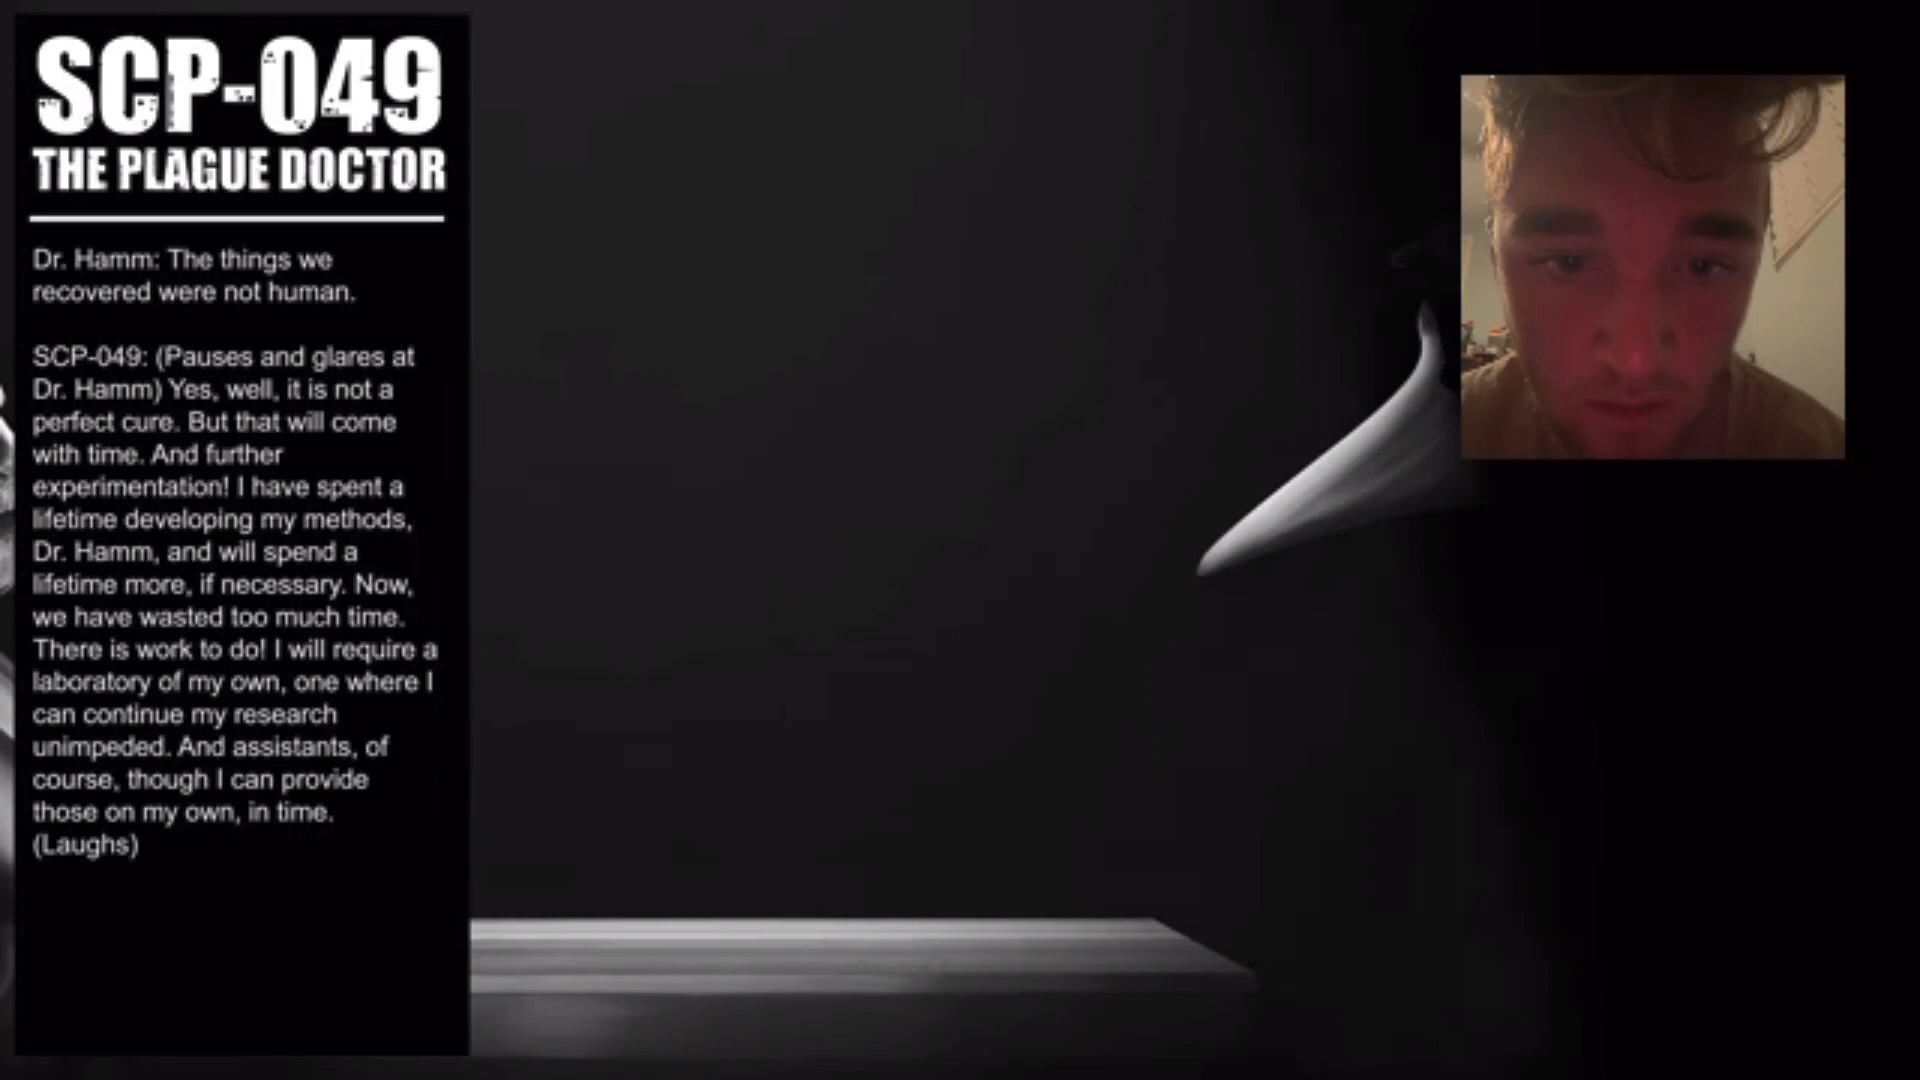 SCP-049
THE PLAGUE DOCTOR
Dr. Hamm: The things we
recovered were not human.
SCP-049: (Pauses and glares at
Dr. Hamm) Yes, well, it is not a
perfect cure. But that will come
with time. And further
experimentation! I have spent a
lifetime developing my methods,
Dr. Hamm, and will spend a
lifetime more, if necessary. Now,
we have wasted too much time.
There is work to do! I will require a
laboratory of my own, one where I
can continue my research
unimpeded. And assistants, of
course, though I can provide
those on my own, in time.
(Laughs)